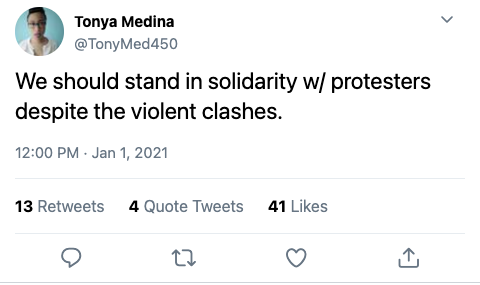 Tonya Medina
@TonyMed450
We should stand in solidarity w/ protesters
despite the violent clashes.
12:00 PM · Jan 1, 2021
13 Retweets 4 Quote Tweets 41 Likes